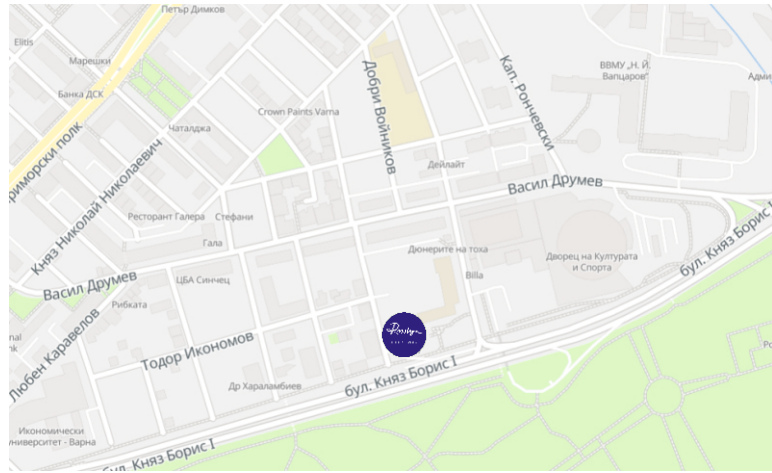 Петър Димков
Elitis
Марешки
Банка ДСК
риморски полк
Чаталджа
Crown Paints Varna
Добри Войников
Кап. Рончевски
ВВМУ „Н. Й.
Вапцаров"
Адми
Княз Николай Николаевич
Дейлайт
Васил Друмев
Ресторант Галера
Стефани
Гала
Дюнерите на тоха
Дворец на Културата
и Спорта
бул. Княз Борис I
Васил Друмев
ЦБА Синчец
Billa
Рибката
Любен Каравелов
Тодор Икономов
Др Хараламбиев
бул. Княз Борис I
Икономически
университет - Варна
бул. Княз Борис I